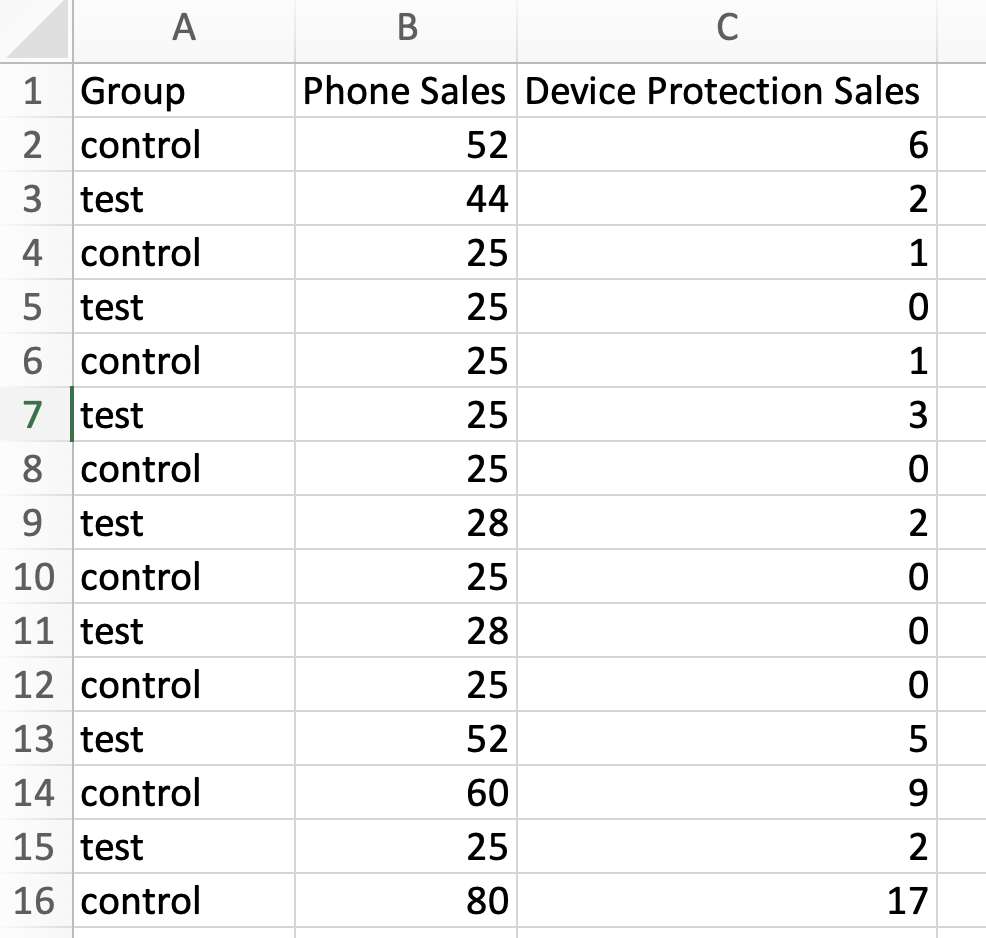 A B C
1 Group Phone Sales Device Protection Sales
2 control 52 6
3 test 44 2
4 control 25 1
5 test 25 0
6 control 25 1
7 test 25 3
8 control 25 0
9 test 28 2
10 control 25 0
11 test 28 0
12 control 25 0
13 test 52 5
14 control 60 9
15 test 25 2
16 control 80 17